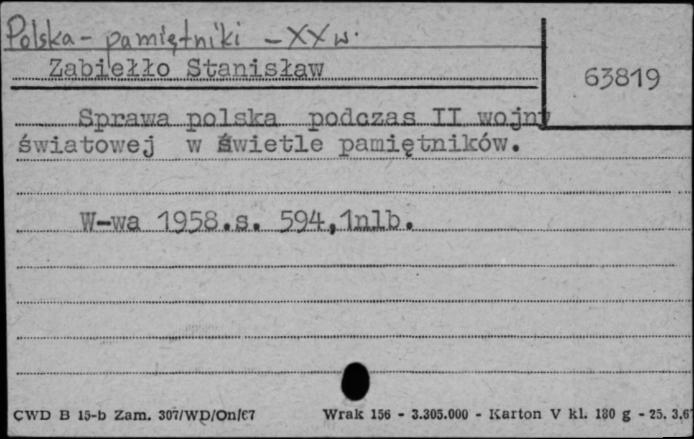 Polska - pamiętniki - XX w.
Zabiełło Stanisław
63819
Sprawa polska podczas II wojny
światowej w świetle pamiętników.
W-wa 1958.s. 594,1nlb.
CWD B 15-b Zam. 307/WD/On/67 Wrak 156 - 3.305.000 - Karton V kl. 180 g - 25. 3.67